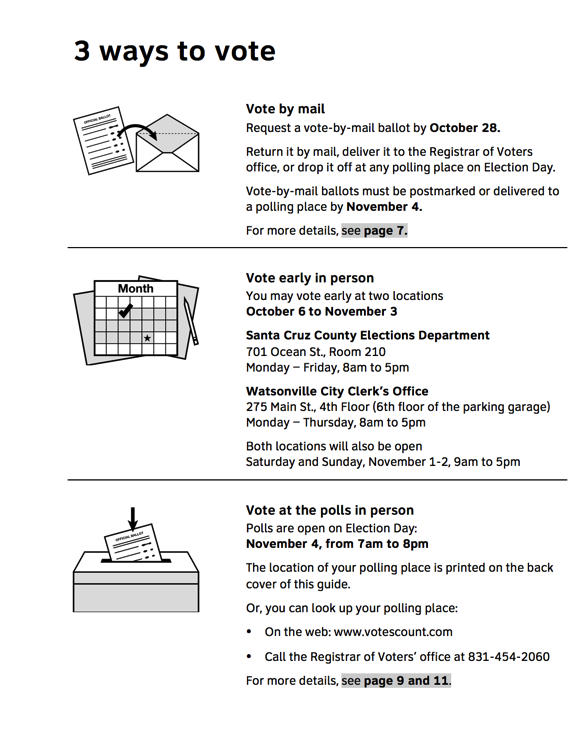 3 ways to vote
OFFICIAL BALLOT
Vote by mail
Request a vote-by-mail ballot by October 28.
Return it by mail, deliver it to the Registrar of Voters
office, or drop it off at any polling place on Election Day.
Vote-by-mail ballots must be postmarked or delivered to
a polling place by November 4.
For more details, see page 7.
Month
Vote early in person
You may vote early at two locations
October 6 to November 3
Santa Cruz County Elections Department
701 Ocean St., Room 210
Monday – Friday, 8am to 5pm
Watsonville City Clerk's Office
275 Main St., 4th Floor (6th floor of the parking garage)
Monday – Thursday, 8am to 5pm
Both locations will also be open
Saturday and Sunday, November 1-2, 9am to 5pm
OFFICIAL BALLOT
Vote at the polls in person
Polls are open on Election Day:
November 4, from 7am to 8pm
The location of your polling place is printed on the back
cover of this guide.
Or, you can look up your polling place:
• On the web: www.votescount.com
• Call the Registrar of Voters' office at 831-454-2060
For more details, see page 9 and 11.